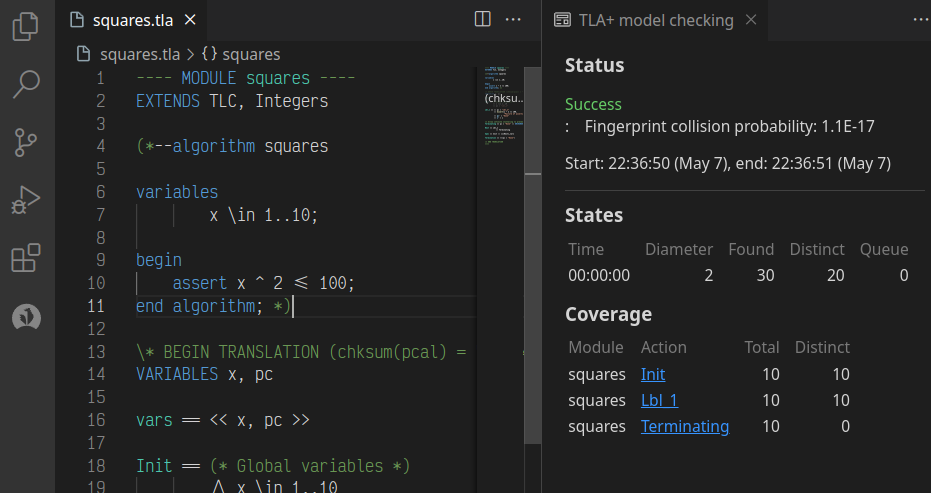 squares.tla
squares.tla > {} squares
1 ---- MODULE squares ----
2 EXTENDS TLC, Integers
3
4 (*--algorithm squares
5
6 variables
7 x \in 1..10;
8
9 begin
10 assert x ^ 2 <= 100;
11 end algorithm; *)
12
13 \* BEGIN TRANSLATION (chksum(pcal) =
14 VARIABLES x, pc
15
16 vars == << x, pc >>
17
18 Init == (* Global variables *)
19 /\ x \in 1..10
(chksu..
TLA+ model checking
Status
Success
: Fingerprint collision probability: 1.1E-17
Start: 22:36:50 (May 7), end: 22:36:51 (May 7)
States
Time Diameter Found Distinct Queue
00:00:00 2 30 20 0
Coverage
Module Action Total Distinct
squares Init 10 10
squares Lbl_1 10 10
squares Terminating 10 0